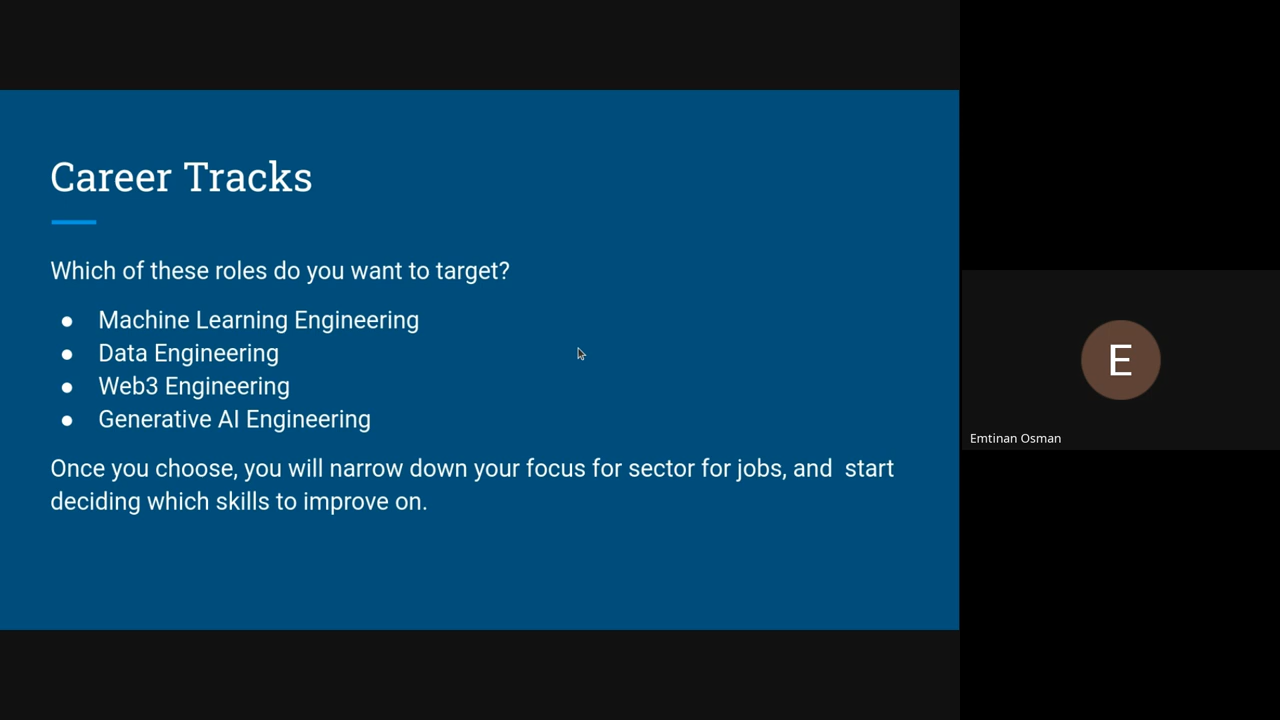 Career Tracks
Which of these roles do you want to target?
● Machine Learning Engineering
● Data Engineering
● Web3 Engineering
● Generative AI Engineering
Once you choose, you will narrow down your focus for sector for jobs, and  start
deciding which skills to improve on.
E
Emtinan Osman